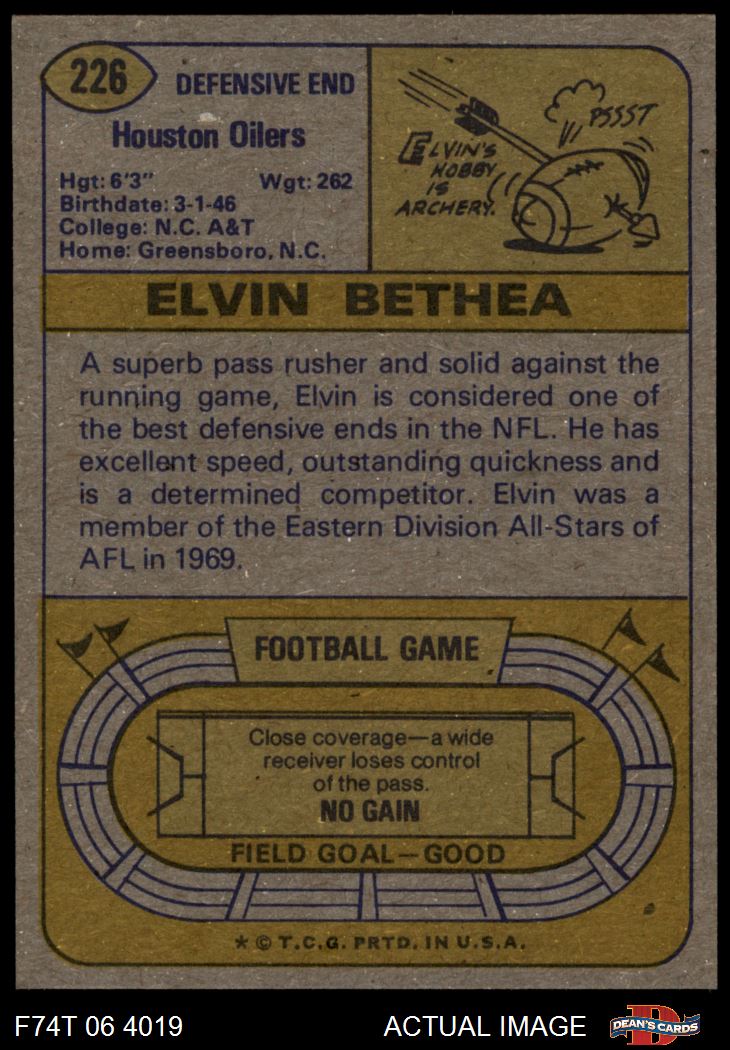 226
DEFENSIVE END
Houston Oilers
Hgt: 6'3" Wgt: 262
Birthdate: 3-1-46
College: N.C. A&T
Home: Greensboro, N.C.
PSSST
ELVIN'S
HOBBY
IS
ARCHERY.
ELVIN BETHEA
A superb pass rusher and solid against the
running game, Elvin is considered one of
the best defensive ends in the NFL. He has
excellent speed, outstanding quickness and
is a determined competitor. Elvin was a
member of the Eastern Division All-Stars of
AFL in 1969.
FOOTBALL GAME
Close coverage—a wide
receiver loses control
of the pass.
NO GAIN
FIELD GOAL—GOOD
* © T.C.G. PRTD. IN U.S.A.
F74T 06 4019 ACTUAL IMAGE
DEAN'S CARDS